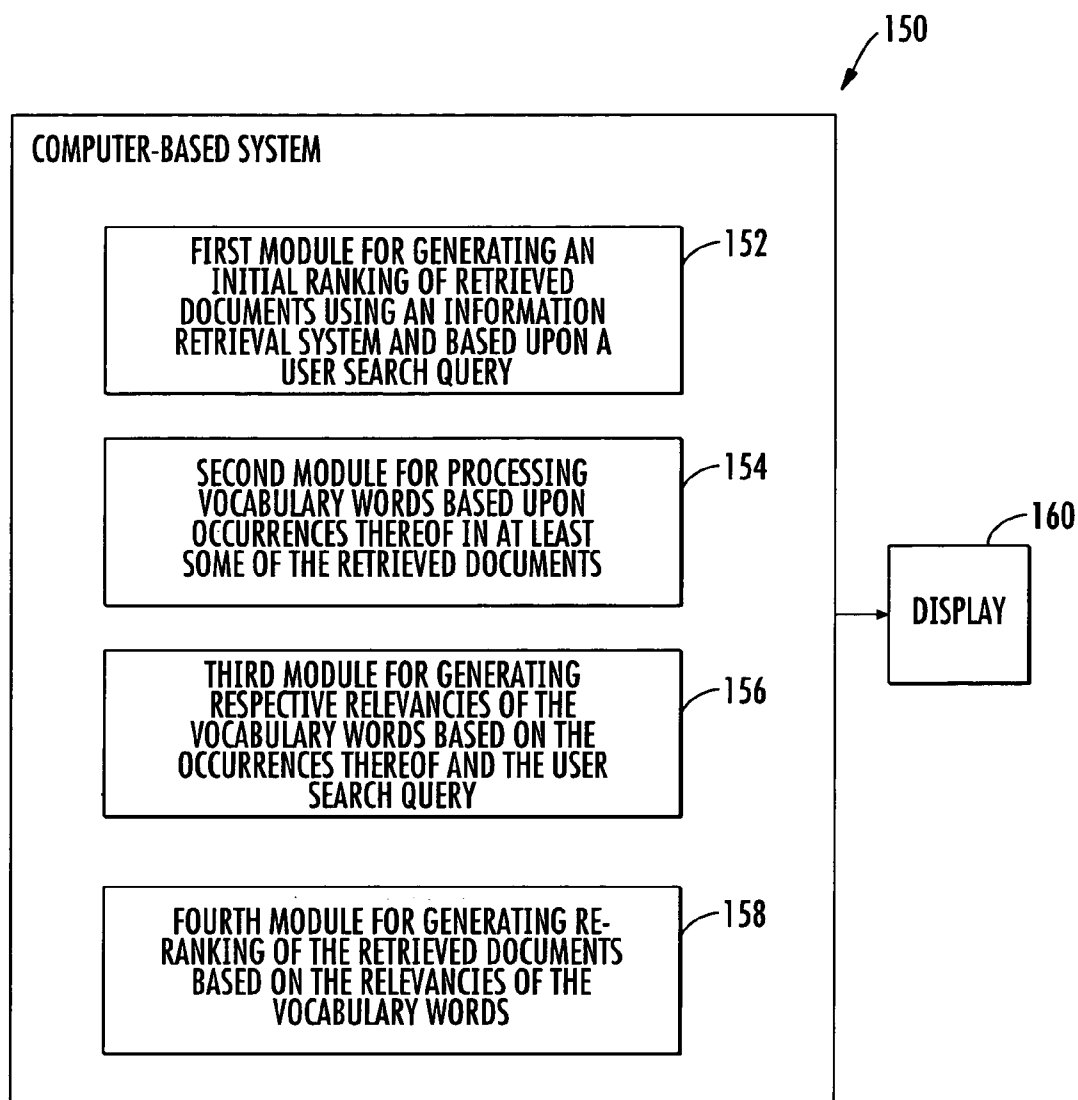 150
COMPUTER-BASED SYSTEM
FIRST MODULE FOR GENERATING AN
INITIAL RANKING OF RETRIEVED
DOCUMENTS USING AN INFORMATION
RETRIEVAL SYSTEM AND BASED UPON A
USER SEARCH QUERY
152
SECOND MODULE FOR PROCESSING
VOCABULARY WORDS BASED UPON
OCCURRENCES THEREOF IN AT LEAST
SOME OF THE RETRIEVED DOCUMENTS
154
160
DISPLAY
THIRD MODULE FOR GENERATING
RESPECTIVE RELEVANCIES OF THE
VOCABULARY WORDS BASED ON THE
OCCURRENCES THEREOF AND THE USER
SEARCH QUERY
156
FOURTH MODULE FOR GENERATING RE-
RANKING OF THE RETRIEVED DOCUMENTS
BASED ON THE RELEVANCIES OF THE
VOCABULARY WORDS
158